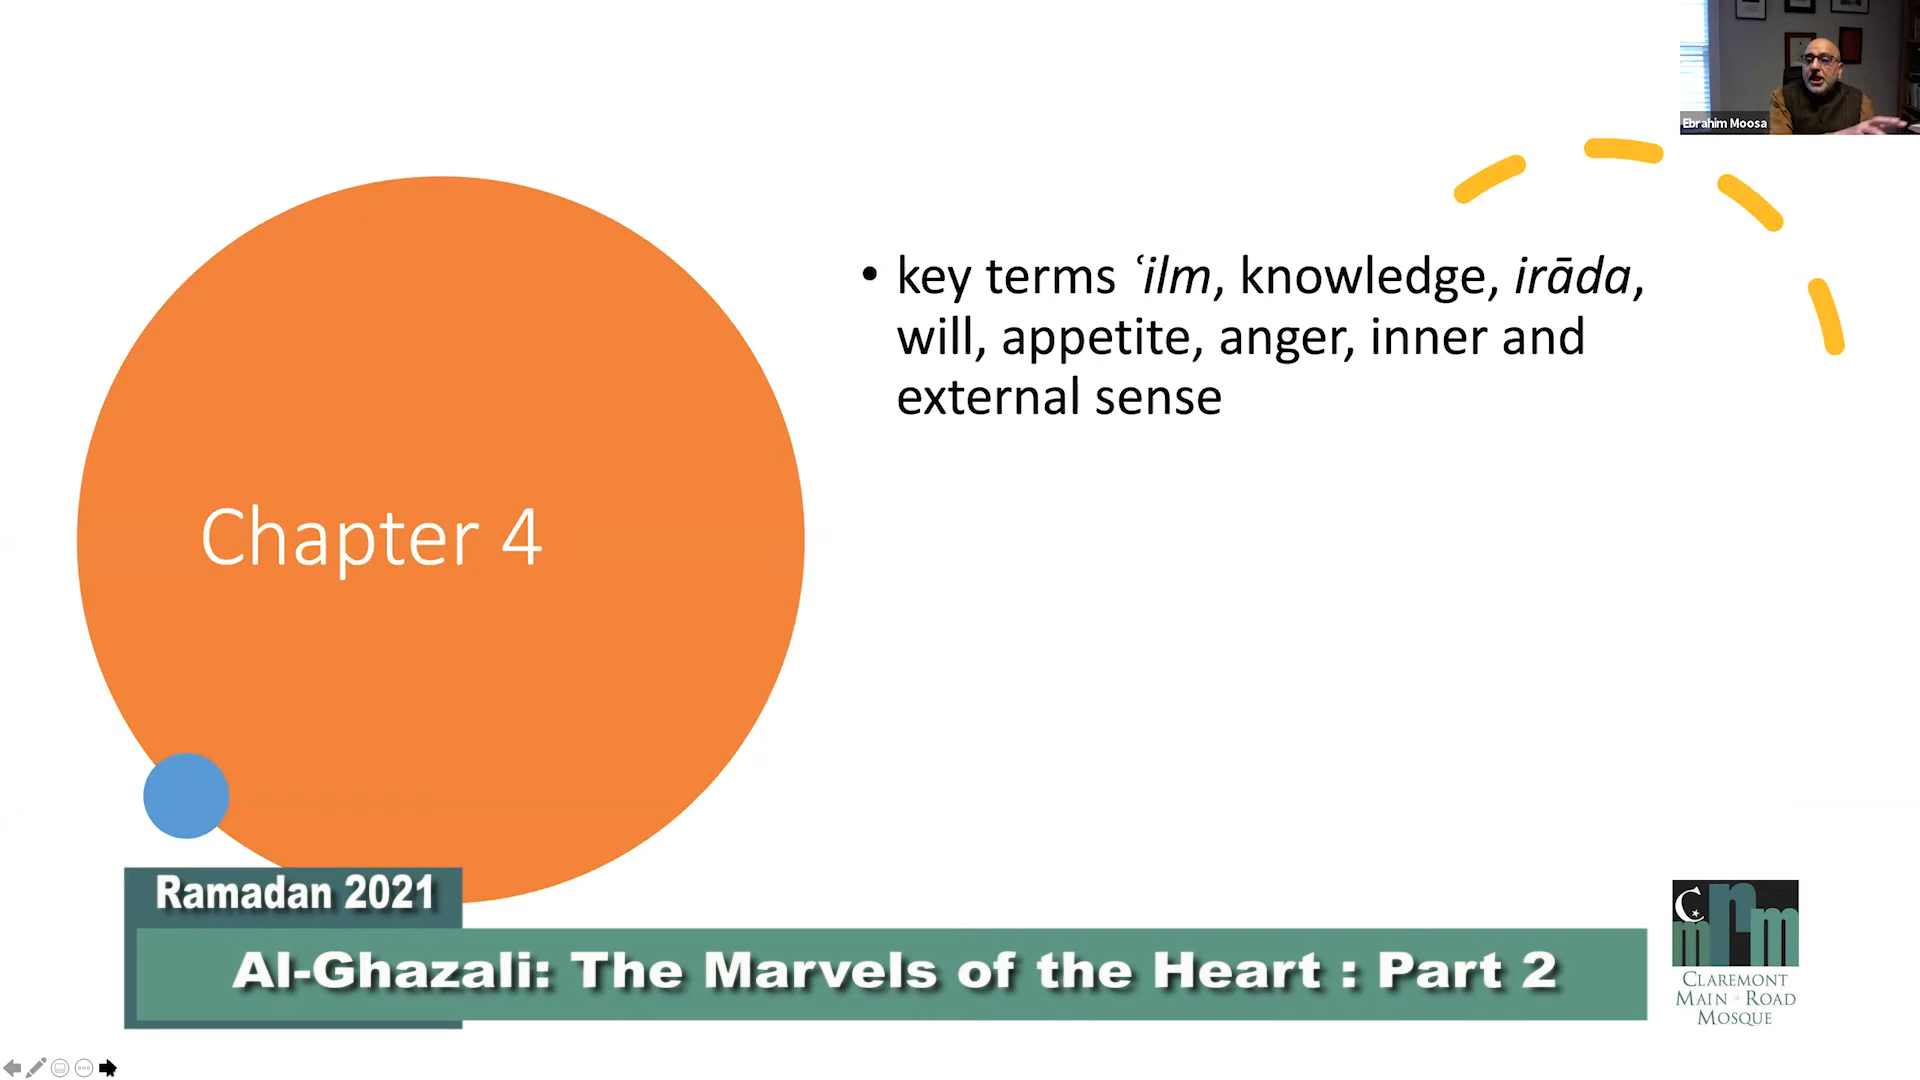 Ebrahim Moosa
• key terms ʿilm, knowledge, irāda,
will, appetite, anger, inner and
external sense
Chapter 4
Ramadan 2021
Al-Ghazali: The Marvels of the Heart : Part 2
cmrm
CLAREMONT
MAIN ROAD
MOSQUE